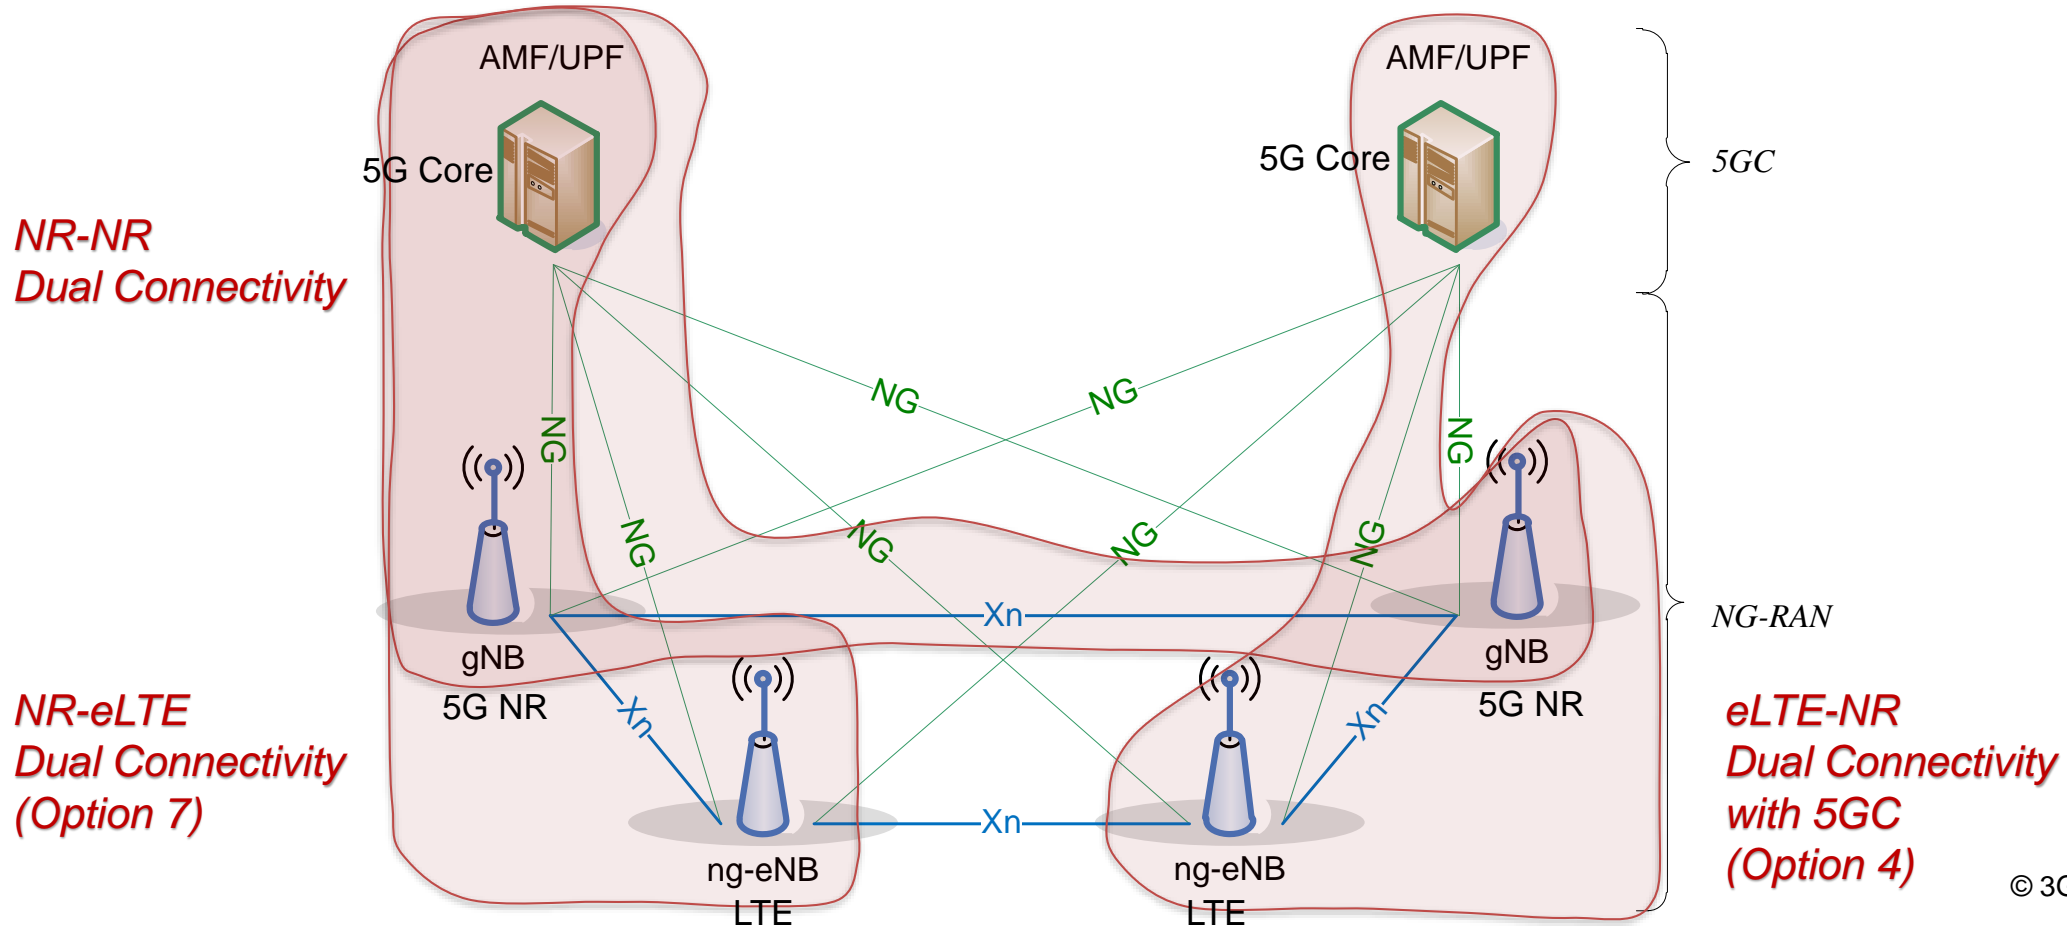 AMF/UPF
AMF/UPF
5G Core
5G Core
5GC
NR-NR
Dual Connectivity
NG
NG
NG
NG
NG
NG
NG
NG
Xn
NG-RAN
gNB
5G NR
gNB
5G NR
Xn
Xn
NR-eLTE
Dual Connectivity
(Option 7)
eLTE-NR
Dual Connectivity
with 5GC
(Option 4)
Xn
ng-eNB
LTE
ng-eNB
LTE